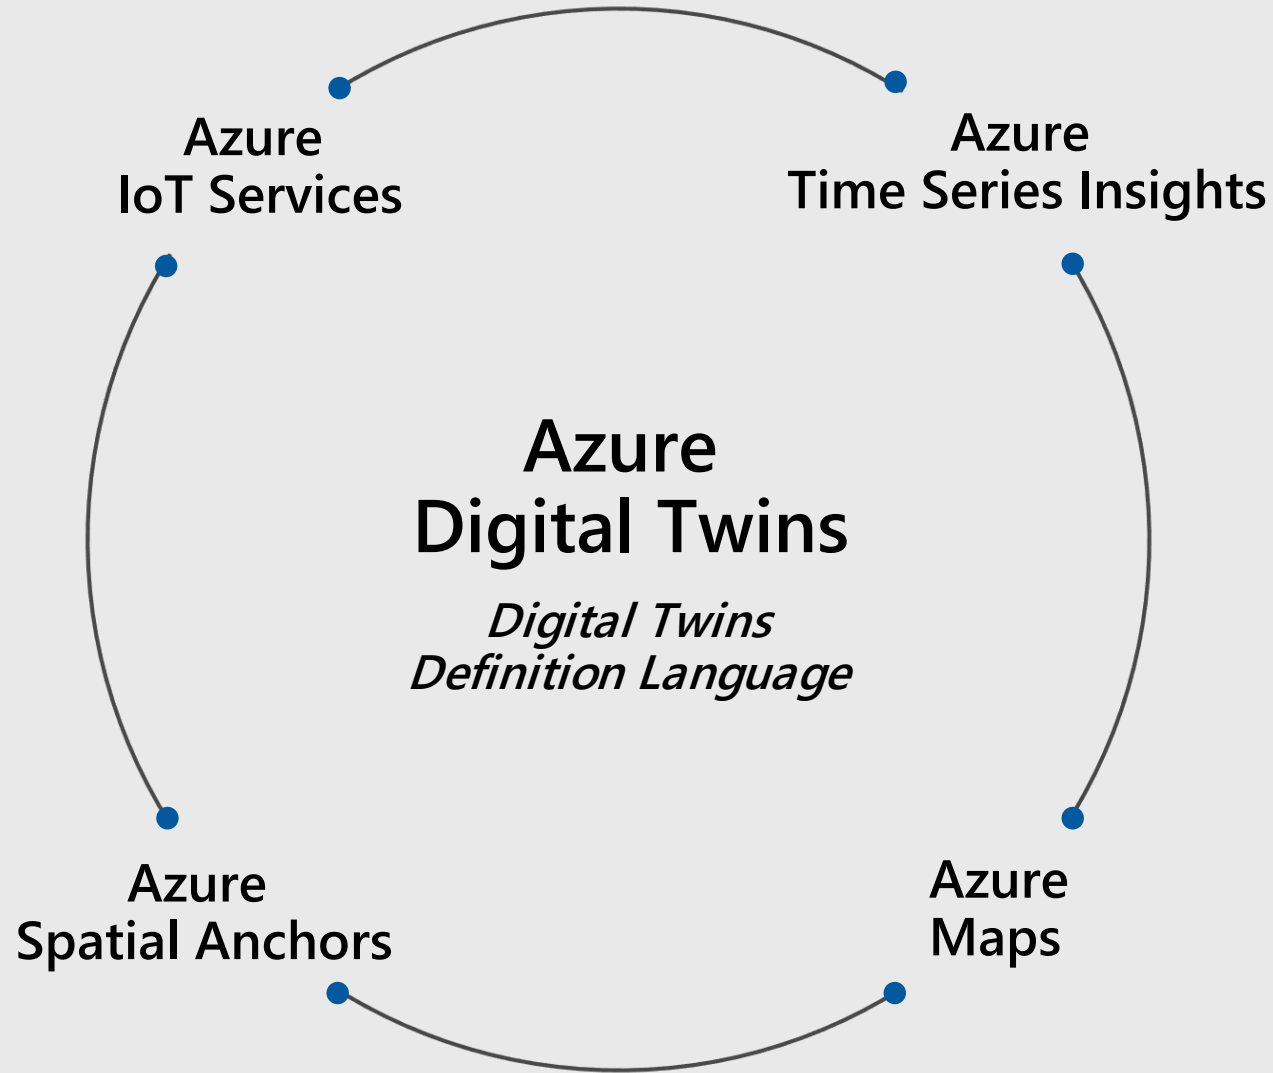 Azure
IoT Services
Azure
Time Series Insights
Azure
Digital Twins
Digital Twins
Definition Language
Azure
Spatial Anchors
Azure
Maps